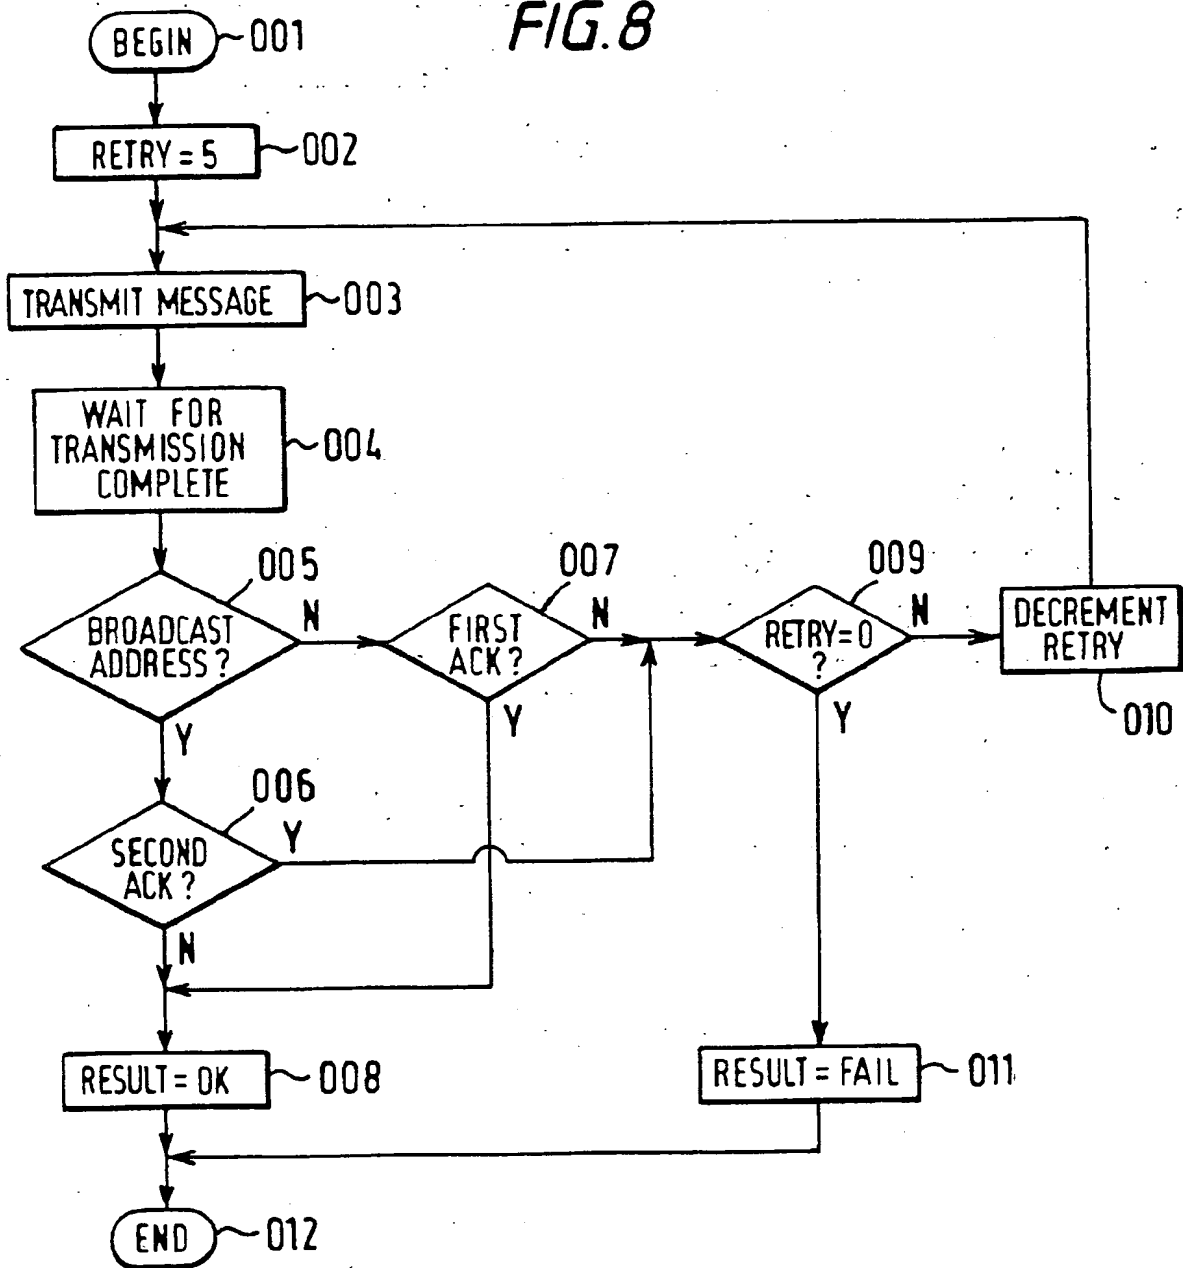 FIG.8
BEGIN
001
RETRY = 5
002
TRANSMIT MESSAGE
003
WAIT FOR
TRANSMISSION
COMPLETE
004
BROADCAST
ADDRESS?
005
N
Y
FIRST
ACK?
007
N
Y
RETRY=0
?
009
N
Y
DECREMENT
RETRY
010
SECOND
ACK?
006
Y
N
RESULT=OK
008
RESULT=FAIL
011
END
012